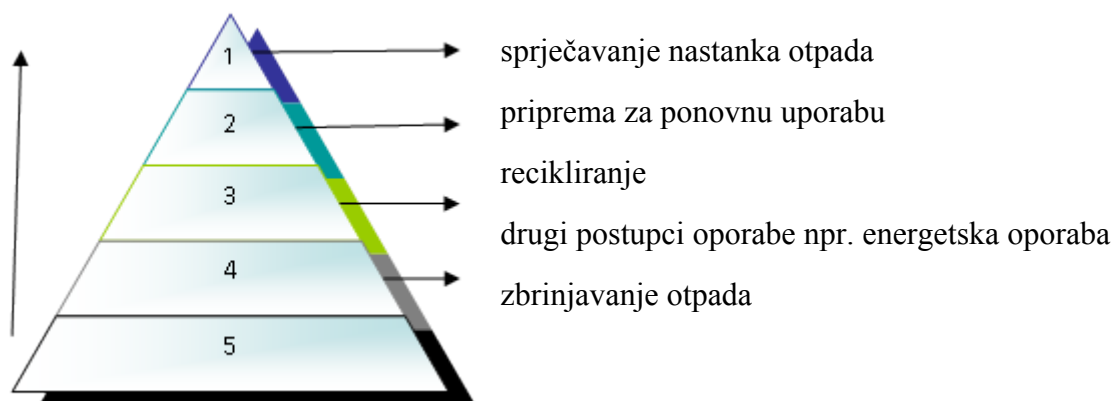 1
sprječavanje nastanka otpada
2
priprema za ponovnu uporabu
recikliranje
3
drugi postupci oporabe npr. energetska oporaba
4
zbrinjavanje otpada
5